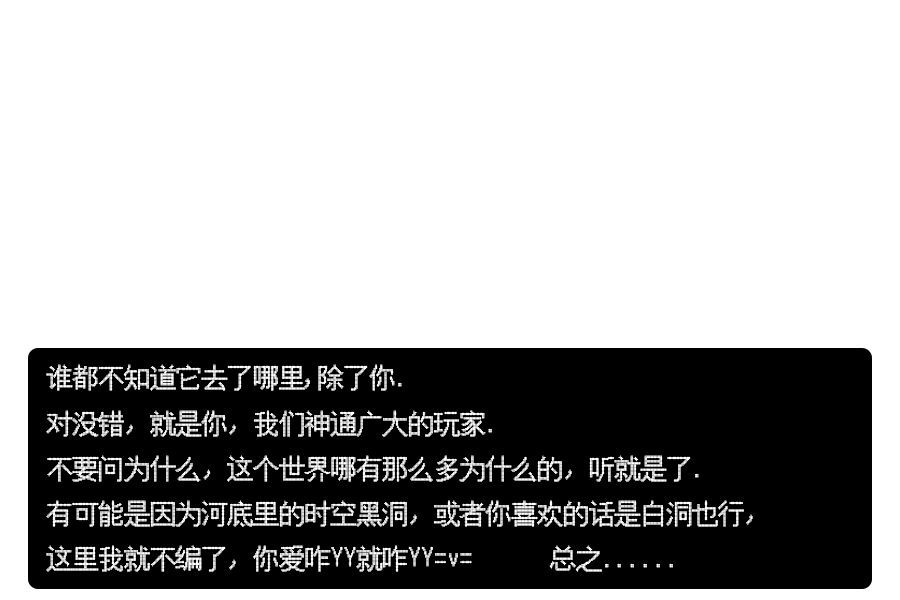 谁都不知道它去了哪里,除了你.
对没错，就是你，我们神通广大的玩家.
不要问为什么，这个世界哪有那么多为什么的，听就是了.
有可能是因为河底里的时空黑洞，或者你喜欢的话是白洞也行，
这里我就不编了，你爱咋YY就咋YY=v=      总之......